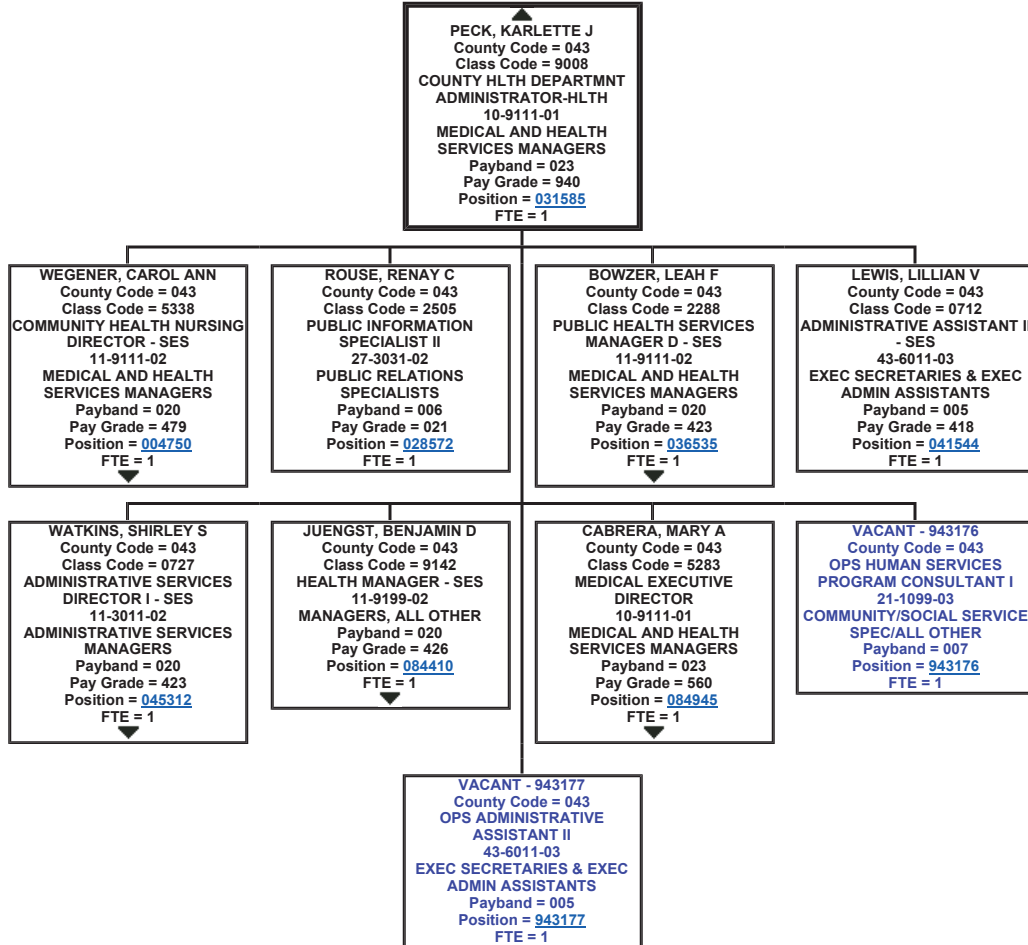 PECK, KARLETTE J
County Code = 043
Class Code = 9008
COUNTY HLTH DEPARTMNT
ADMINISTRATOR-HLTH
10-9111-01
MEDICAL AND HEALTH
SERVICES MANAGERS
Payband = 023
Pay Grade = 940
Position = 031585
FTE = 1
WEGENER, CAROL ANN
County Code = 043
Class Code = 5338
COMMUNITY HEALTH NURSING
DIRECTOR - SES
11-9111-02
MEDICAL AND HEALTH
SERVICES MANAGERS
Payband = 020
Pay Grade = 479
Position = 004750
FTE = 1
ROUSE, RENAY C
County Code = 043
Class Code = 2505
PUBLIC INFORMATION
SPECIALIST II
27-3031-02
PUBLIC RELATIONS
SPECIALISTS
Payband = 006
Pay Grade = 021
Position = 028572
FTE = 1
BOWZER, LEAH F
County Code = 043
Class Code = 2288
PUBLIC HEALTH SERVICES
MANAGER D - SES
11-9111-02
MEDICAL AND HEALTH
SERVICES MANAGERS
Payband = 020
Pay Grade = 423
Position = 036535
FTE = 1
LEWIS, LILLIAN V
County Code = 043
Class Code = 0712
ADMINISTRATIVE ASSISTANT II
- SES
43-6011-03
EXEC SECRETARIES & EXEC
ADMIN ASSISTANTS
Payband = 005
Pay Grade = 418
Position = 041544
FTE = 1
WATKINS, SHIRLEY S
County Code = 043
Class Code = 0727
ADMINISTRATIVE SERVICES
DIRECTOR I - SES
11-3011-02
ADMINISTRATIVE SERVICES
MANAGERS
Payband = 020
Pay Grade = 423
Position = 045312
FTE = 1
JUENGST, BENJAMIN D
County Code = 043
Class Code = 9142
HEALTH MANAGER - SES
11-9199-02
MANAGERS, ALL OTHER
Payband = 020
Pay Grade = 426
Position = 084410
FTE = 1
CABRERA, MARY A
County Code = 043
Class Code = 5283
MEDICAL EXECUTIVE
DIRECTOR
10-9111-01
MEDICAL AND HEALTH
SERVICES MANAGERS
Payband = 023
Pay Grade = 560
Position = 084945
FTE = 1
VACANT - 943176
County Code = 043
OPS HUMAN SERVICES
PROGRAM CONSULTANT I
21-1099-03
COMMUNITY/SOCIAL SERVICE
SPEC/ALL OTHER
Payband = 007
Position = 943176
FTE = 1
VACANT - 943177
County Code = 043
OPS ADMINISTRATIVE
ASSISTANT II
43-6011-03
EXEC SECRETARIES & EXEC
ADMIN ASSISTANTS
Payband = 005
Position = 943177
FTE = 1